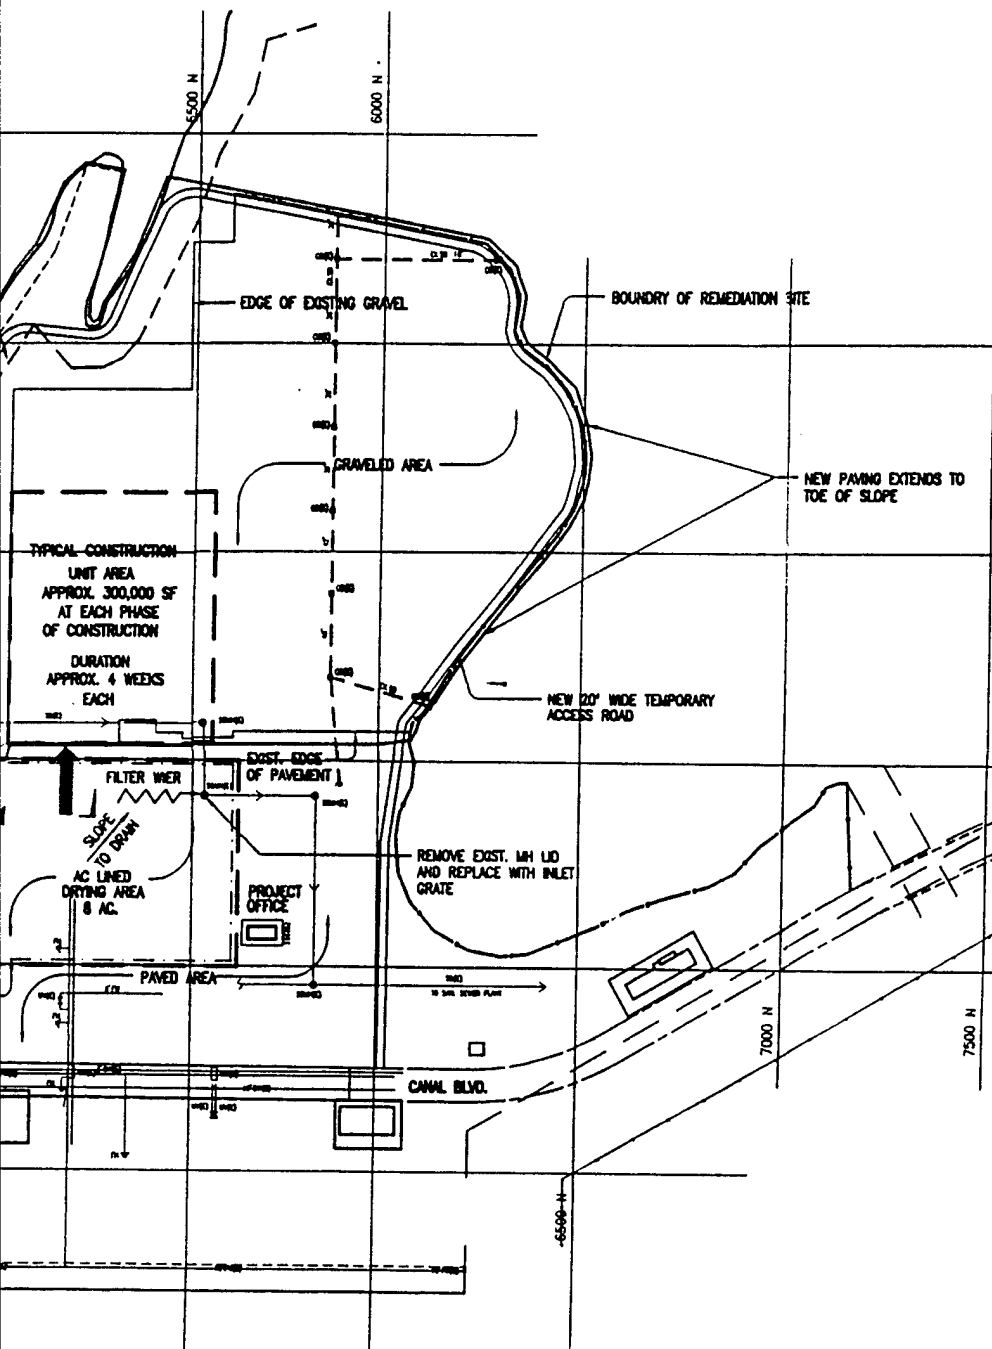 6500 N
6000 N
EDGE OF EXISTING GRAVEL
BOUNDRY OF REMEDIATION SITE
GRAVELED AREA
NEW PAVING EXTENDS TO
TOE OF SLOPE
TYPICAL CONSTRUCTION
UNIT AREA
APPROX. 300,000 SF
AT EACH PHASE
OF CONSTRUCTION
DURATION
APPROX. 4 WEEKS
EACH
NEW 20' WIDE TEMPORARY
ACCESS ROAD
EXIST. EDGE
OF PAVEMENT
FILTER WIER
SLOPE
TO DRAIN
REMOVE EXIST. MH LID
AND REPLACE WITH INLET
GRATE
AC LINED
DRYING AREA
8 AC.
PROJECT
OFFICE
PAVED AREA
7000 N
7500 N
CANAL BLVD.
6500 N